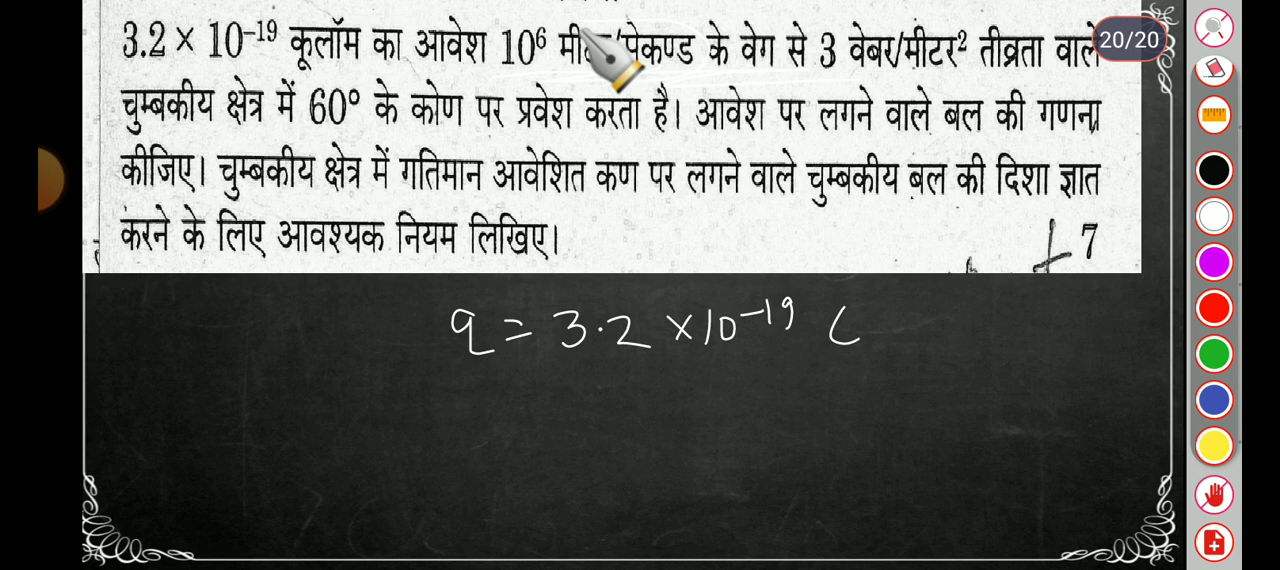 3.2 × 10⁻¹⁹ कूलॉम का आवेश 10⁶ के वेग से 3 वेबर/मीटर² तीव्रता वाले
20/20
चुम्बकीय क्षेत्र में 60° के कोण पर प्रवेश करता है। आवेश पर लगने वाले बल की गणना
कीजिए। चुम्बकीय क्षेत्र में गतिमान आवेशित कण पर लगने वाले चुम्बकीय बल की दिशा ज्ञात
करने के लिए आवश्यक नियम लिखिए।
7
q = 3.2 × 10⁻¹⁹ C